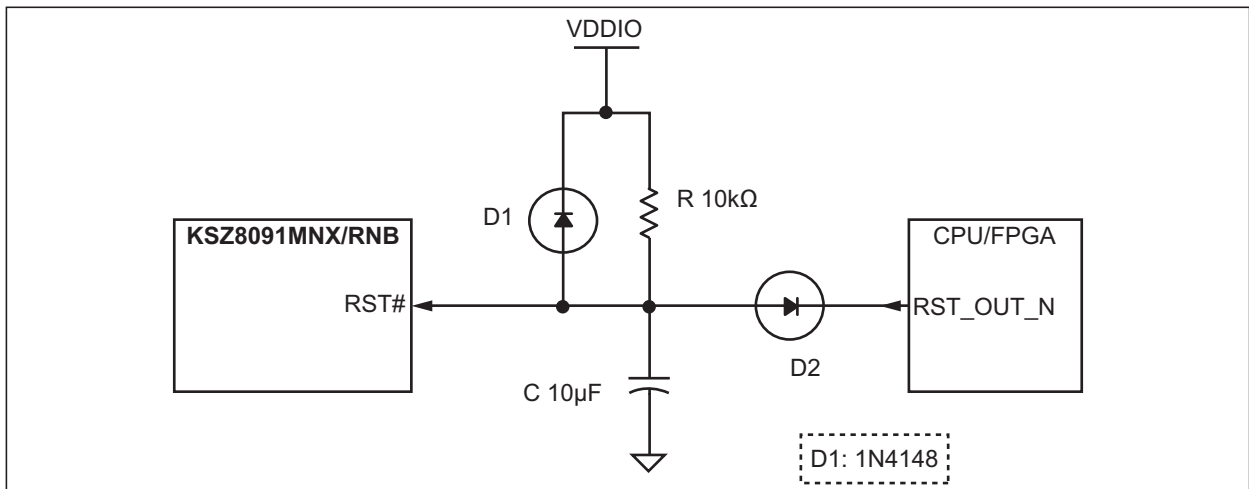 VDDIO
D1
R 10kΩ
KSZ8091MNX/RNB
CPU/FPGA
RST#
RST_OUT_N
D2
C 10µF
D1: 1N4148